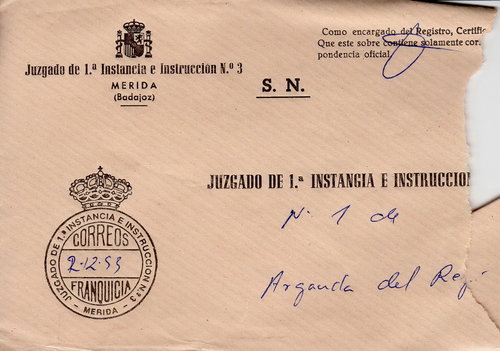 Juzgado de 1.ª Instancia e Instrucción N.º 3
MERIDA
(Badajoz)
Como encargado del Registro, Certific
Que este sobre contiene solamente cor
pondencia oficial.
S. N.
JUZGADO DE 1.ª INSTANGIA E INSTRUCCION
N.º 1 de
Arganda del Rey
JUZGADO DE 1.ª INSTANCIA E INSTRUCCION N.º 3
CORREOS
2-12-93
FRANQUICIA
- MERIDA -